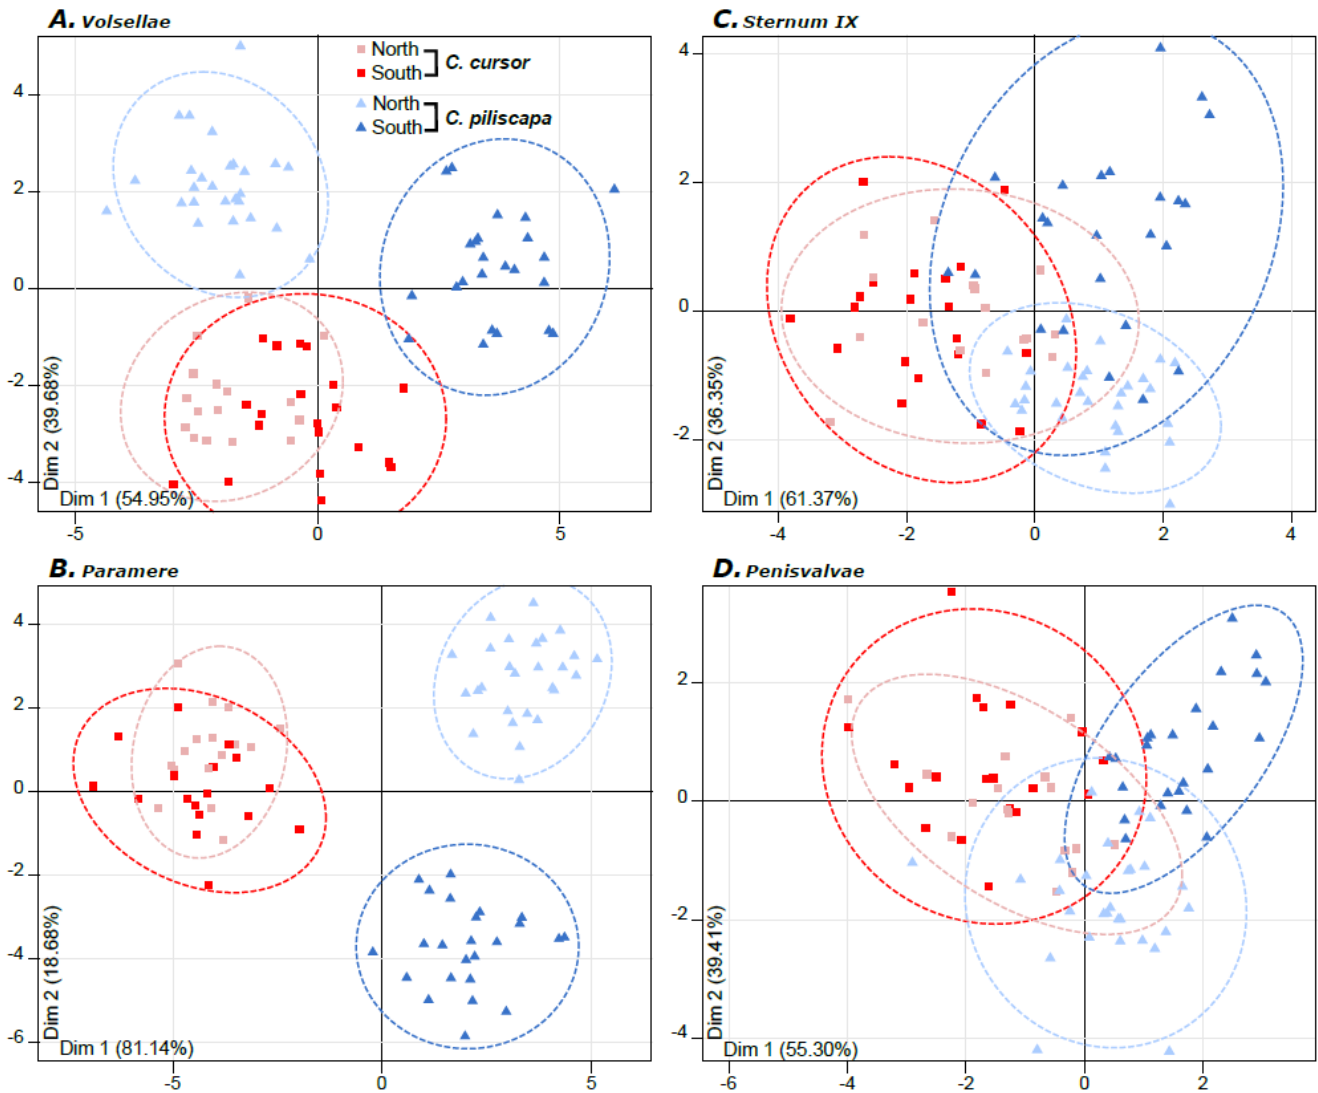 A. Volsellae
North
South
C. cursor
North
South
C. piliscapa
4
2
0
-2
-4
Dim 2 (39.68%)
Dim 1 (54.95%)
-5
0
5
C. Sternum IX
4
2
0
-2
Dim 2 (36.35%)
Dim 1 (61.37%)
-4
-2
0
2
4
B. Paramere
4
2
0
-2
-4
-6
Dim 2 (18.68%)
Dim 1 (81.14%)
-5
0
5
D. Penisvalvae
2
0
-2
-4
Dim 2 (39.41%)
Dim 1 (55.30%)
-6
-4
-2
0
2